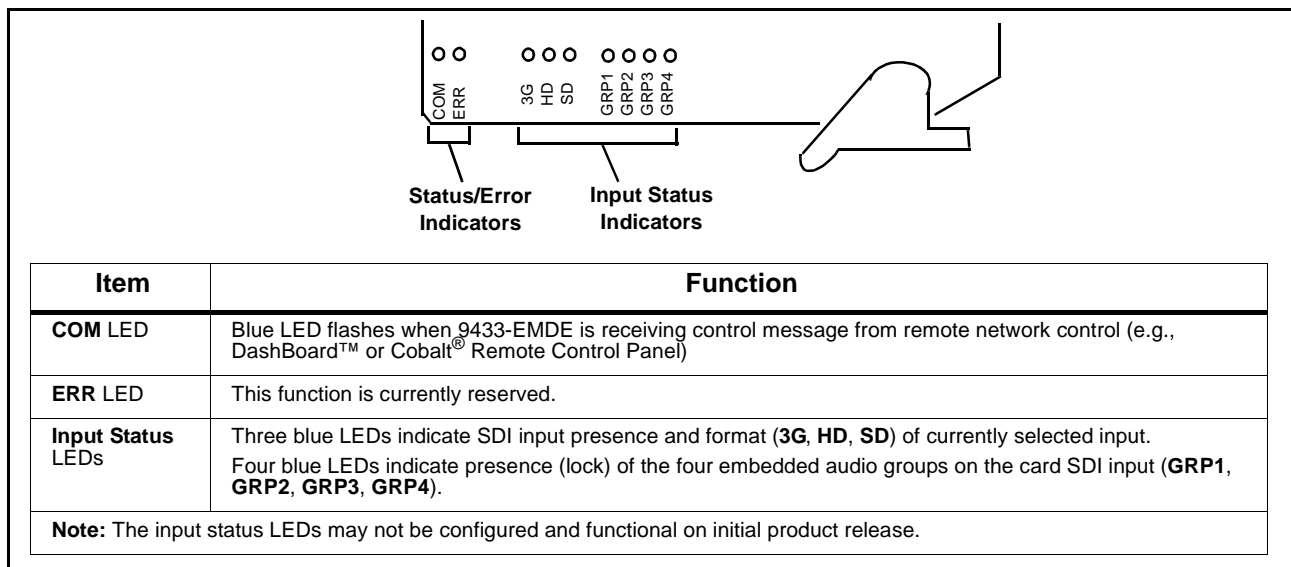 COM
ERR
3G
HD
SD
GRP1
GRP2
GRP3
GRP4
Status/Error
Indicators
Input Status
Indicators
Item
Function
COM LED
Blue LED flashes when 9433-EMDE is receiving control message from remote network control (e.g.,
DashBoard™ or Cobalt® Remote Control Panel)
ERR LED
This function is currently reserved.
Input Status
LEDs
Three blue LEDs indicate SDI input presence and format (3G, HD, SD) of currently selected input.
Four blue LEDs indicate presence (lock) of the four embedded audio groups on the card SDI input (GRP1,
GRP2, GRP3, GRP4).
Note: The input status LEDs may not be configured and functional on initial product release.